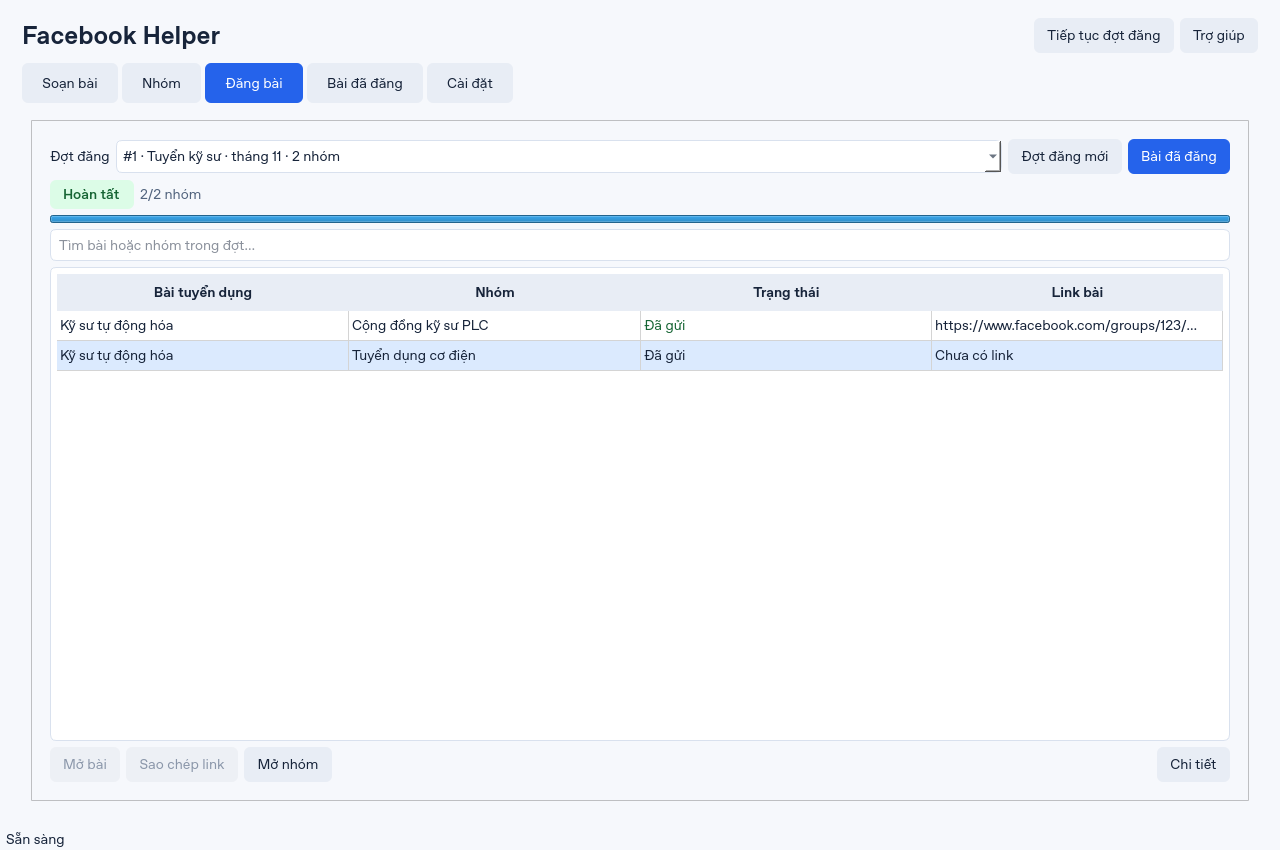 Facebook Helper
Tiếp tục đợt đăng
Trợ giúp
Soạn bài
Nhóm
Đăng bài
Bài đã đăng
Cài đặt
Đợt đăng
#1 · Tuyển kỹ sư · tháng 11 · 2 nhóm
Đợt đăng mới
Bài đã đăng
Hoàn tất
2/2 nhóm
Tìm bài hoặc nhóm trong đợt...
Bài tuyển dụng
Nhóm
Trạng thái
Link bài
Kỹ sư tự động hóa
Cộng đồng kỹ sư PLC
Đã gửi
https://www.facebook.com/groups/123/...
Kỹ sư tự động hóa
Tuyển dụng cơ điện
Đã gửi
Chưa có link
Mở bài
Sao chép link
Mở nhóm
Chi tiết
Sẵn sàng